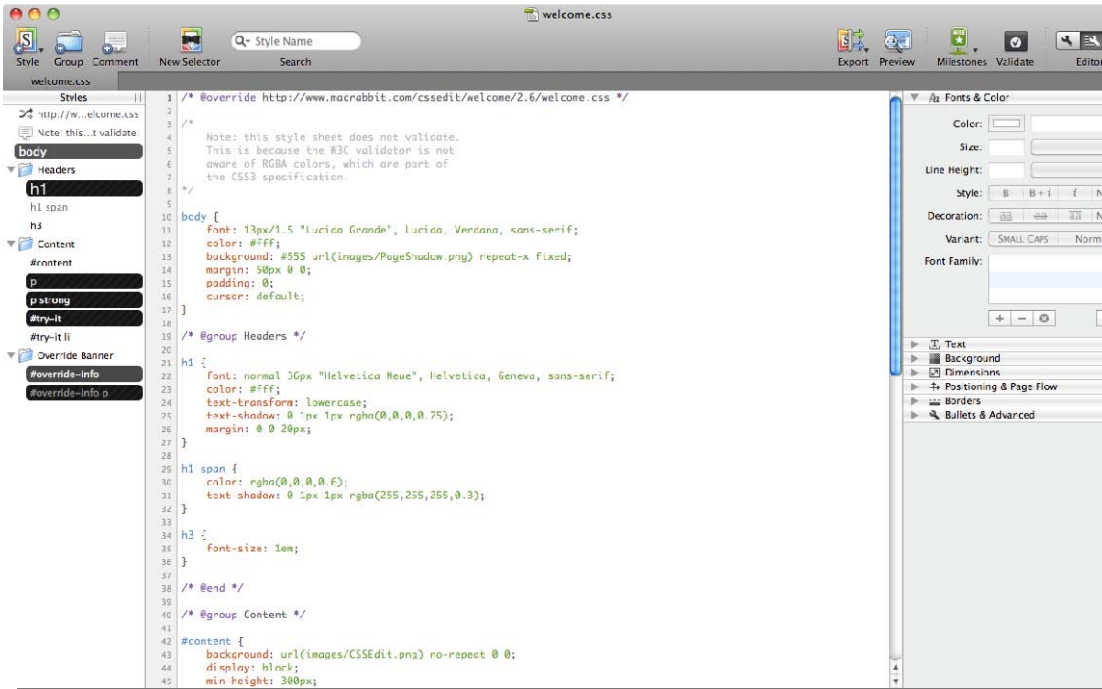 welcome.css
Style Group Comment New Selector Search Export Preview Milestones Validate Editor
Style Name
welcome.css
Styles
http://w...elcome.css
Note this...t validate.
body
Headers
h1
h1 span
h3
Content
#content
p
p strong
#try-it
#try-it li
Override Banner
#override-info
#override-info p
1 /* @override http://www.macrabbit.com/cssedit/welcome/2.6/welcome.css */
2
3 /*
4 Note: this style sheet does not validate.
5 This is because the W3C validator is not
6 aware of RGBA colors, which are part of
7 the CSS3 specification.
8 */
9
10 body {
11 font: 13px/1.5 "Lucida Grande", Lucida, Verdana, sans-serif;
12 color: #fff;
13 background: #555 url(images/PageShadow.png) repeat-x fixed;
14 margin: 50px 0 0;
15 padding: 0;
16 cursor: default;
17 }
18
19 /* @group Headers */
20
21 h1 {
22 font: normal 36px "Helvetica Neue", Helvetica, Geneva, sans-serif;
23 color: #fff;
24 text-transform: lowercase;
25 text-shadow: 0 1px 1px rgba(0,0,0,0.75);
26 margin: 0 0 20px;
27 }
28
29 h1 span {
30 color: rgba(0,0,0,0.6);
31 text-shadow: 0 1px 1px rgba(255,255,255,0.3);
32 }
33
34 h3 {
35 font-size: 1em;
36 }
37
38 /* @end */
39
40 /* @group Content */
41
42 #content {
43 background: url(images/CSSEdit.png) no-repeat 0 0;
44 display: block;
45 min-height: 300px;
Fonts & Color
Color:
Size:
Line Height:
Style: B B+i i N
Decoration: aa aa aa N
Variant: SMALL CAPS Norm
Font Family:
Text
Background
Dimensions
Positioning & Page Flow
Borders
Bullets & Advanced